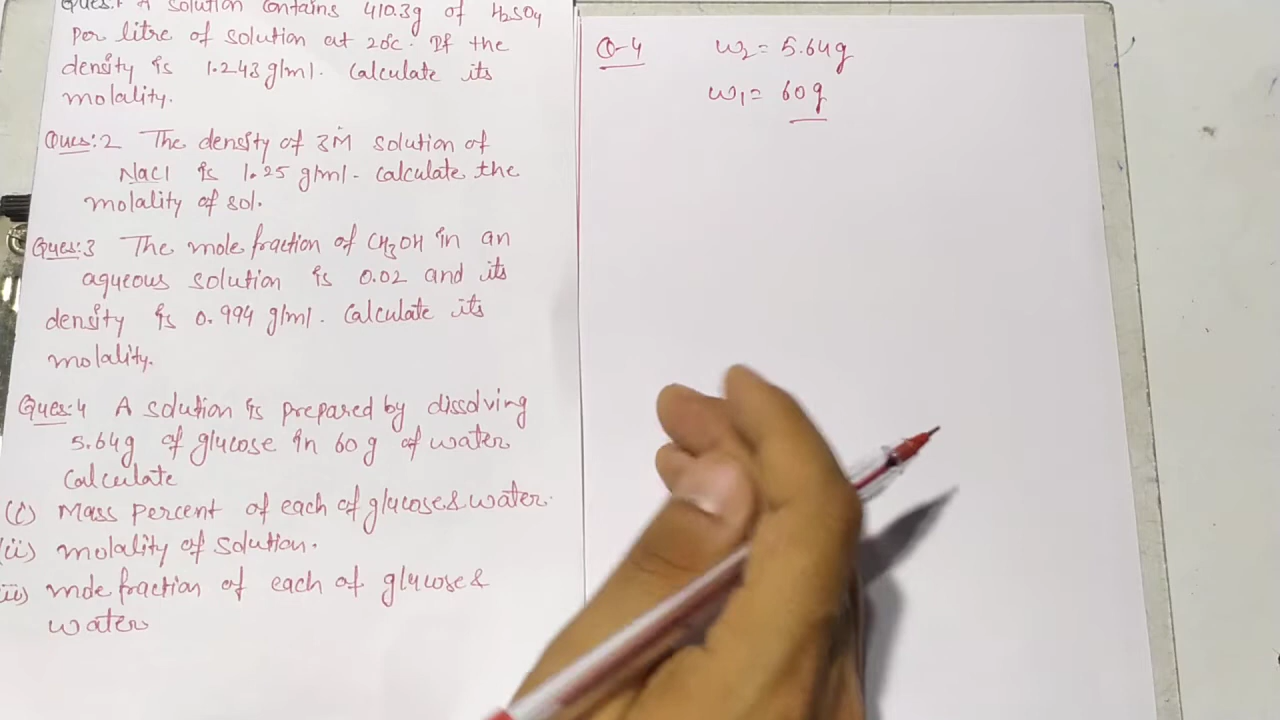 Ques:1 A solution contains 410.3g of H₂SO₄
Per litre of solution at 20°c. If the
density is 1.243 g/ml. Calculate its
molality.
Ques:2 The density of 3M solution of
NaCl is 1.25 g/ml. calculate the
molality of sol.
Ques:3 The mole fraction of CH₃OH in an
aqueous solution is 0.02 and its
density is 0.994 g/ml. Calculate its
molality.
Ques:4 A solution is prepared by dissolving
5.64g of glucose in 60g of water
Calculate
(i) Mass percent of each of glucose & water.
(ii) molality of solution.
iii) mole fraction of each of glucose &
water
Q-4 w₂ = 5.64g
w₁ = 60g